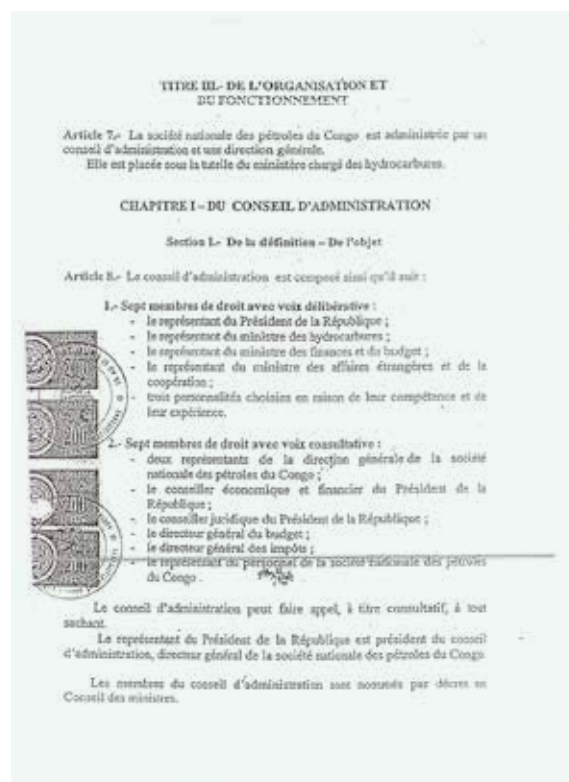 TITRE III.- DE L'ORGANISATION ET
DU FONCTIONNEMENT
Article 7.- La société nationale des pétroles du Congo est administrée par un
conseil d'administration et une direction générale.
Elle est placée sous la tutelle du ministère chargé des hydrocarbures.
CHAPITRE I – DU CONSEIL D'ADMINISTRATION
Section I.- De la définition – De l'objet
Article 8.- Le conseil d'administration est composé ainsi qu'il suit :
1.- Sept membres de droit avec voix délibérative :
- le représentant du Président de la République ;
- le représentant du ministre des hydrocarbures ;
- le représentant du ministre des finances et du budget ;
- le représentant du ministre des affaires étrangères et de la
coopération ;
- trois personnalités choisies en raison de leur compétence et de
leur expérience.
2.- Sept membres de droit avec voix consultative :
- deux représentants de la direction générale de la société
nationale des pétroles du Congo ;
- le conseiller économique et financier du Président de la
République ;
- le conseiller juridique du Président de la République ;
- le directeur général du budget ;
- le directeur général des impôts ;
- le représentant du personnel de la société nationale des pétroles
du Congo .
Le conseil d'administration peut faire appel, à titre consultatif, à tout
sachant.
Le représentant du Président de la République est président du conseil
d'administration, directeur général de la société nationale des pétroles du Congo
Les membres du conseil d'administration sont nommés par décret en
Conseil des ministres.
200
200
200